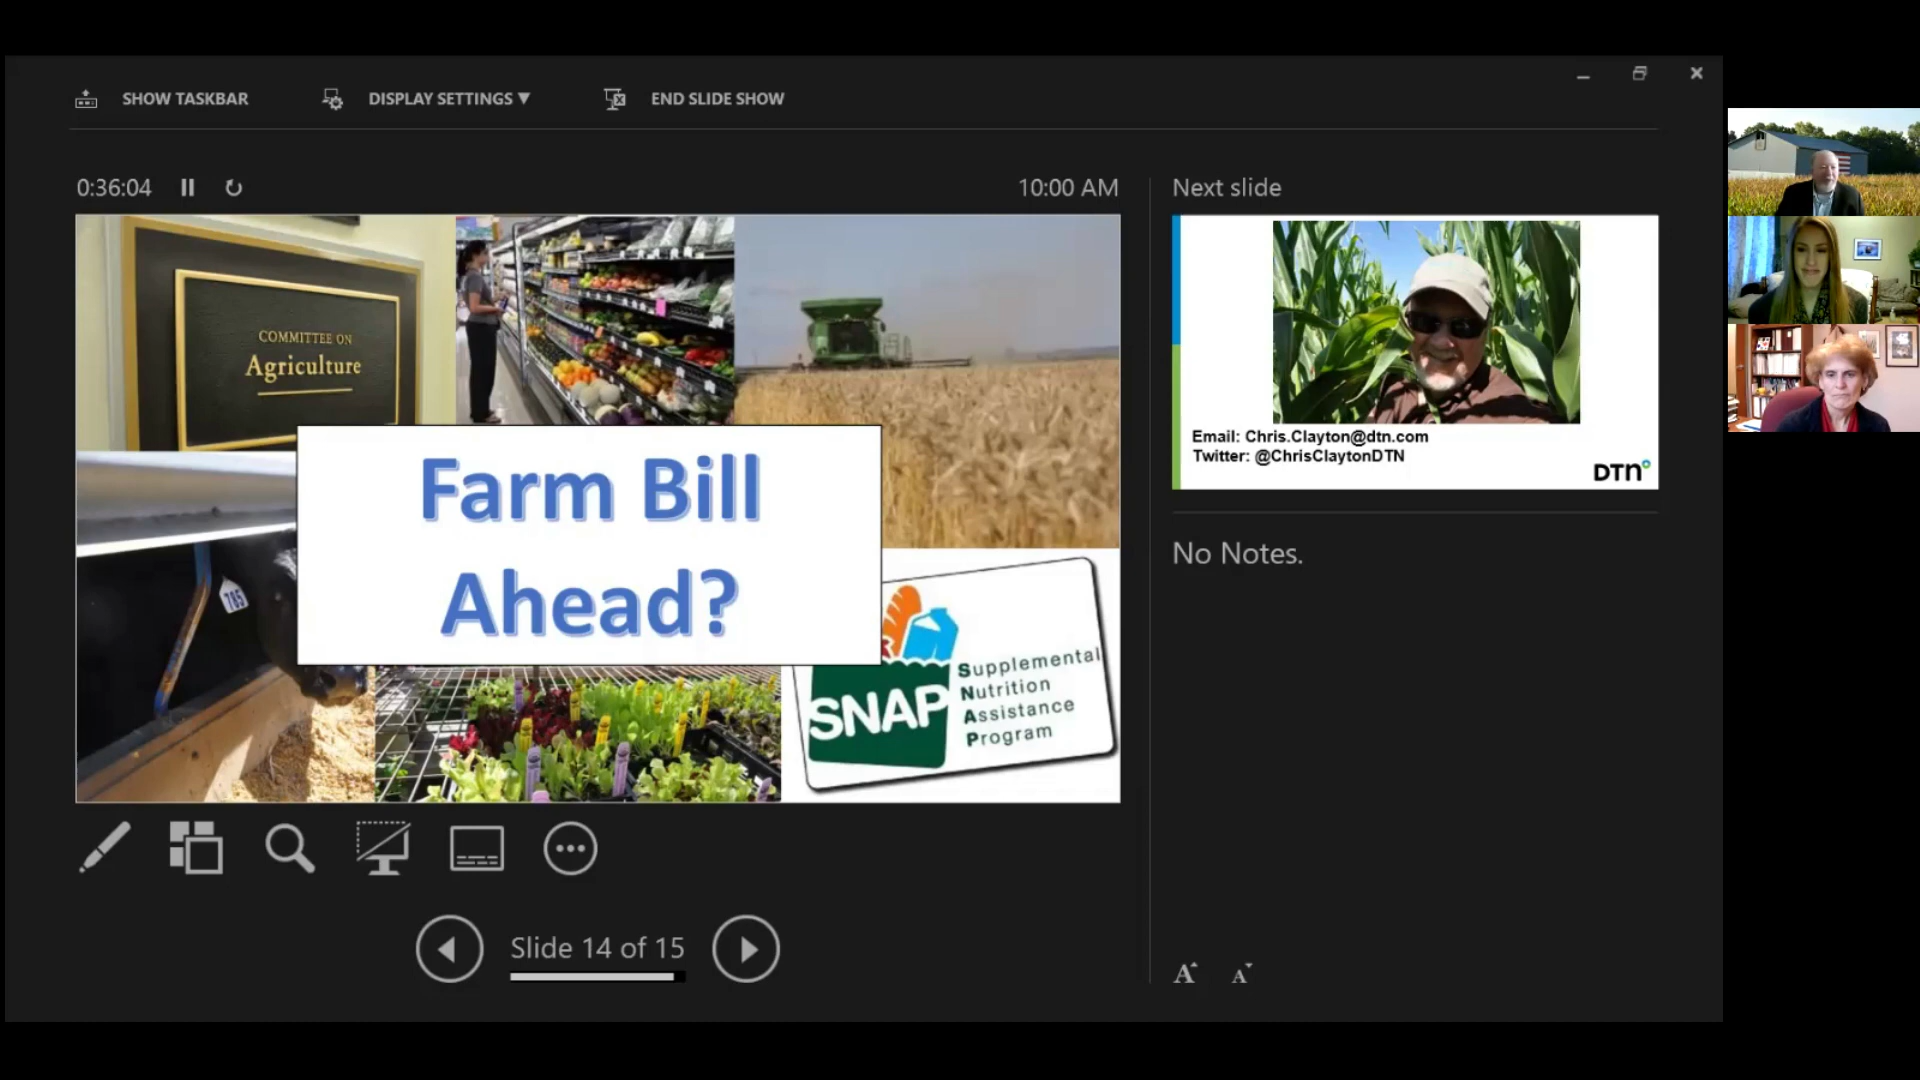 SHOW TASKBAR
DISPLAY SETTINGS ▼
END SLIDE SHOW
0:36:04
10:00 AM
Next slide
COMMITTEE ON
Agriculture
Farm Bill
Ahead?
785
SNAP
Supplemental
Nutrition
Assistance
Program
Email: Chris.Clayton@dtn.com
Twitter: @ChrisClaytonDTN
DTN
No Notes.
Slide 14 of 15
A A